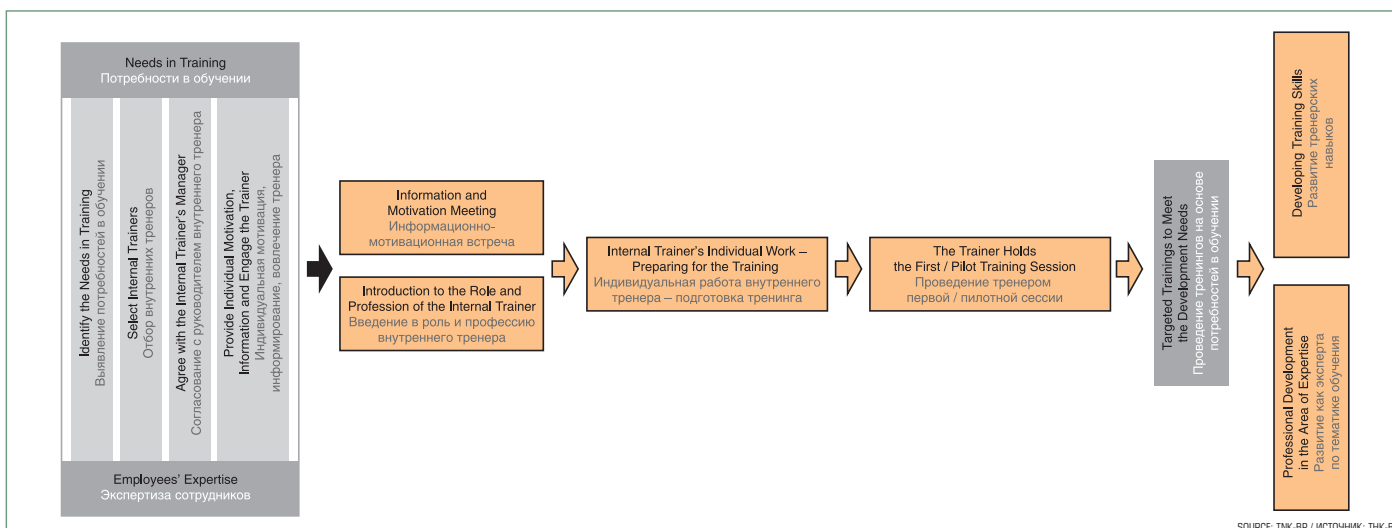 Needs in Training
Потребности в обучении
Identify the Needs in Training
Выявление потребностей в обучении
Select Internal Trainers
Отбор внутренних тренеров
Agree with the Internal Trainer's Manager
Согласование с руководителем внутреннего тренера
Provide Individual Motivation,
Information and Engage the Trainer
Индивидуальная мотивация,
информирование, вовлечение тренера
Employees' Expertise
Экспертиза сотрудников
Information and
Motivation Meeting
Информационно-
мотивационная встреча
Introduction to the Role and
Profession of the Internal Trainer
Введение в роль и профессию
внутреннего тренера
Internal Trainer's Individual Work –
Preparing for the Training
Индивидуальная работа внутреннего
тренера – подготовка тренинга
The Trainer Holds
the First / Pilot Training Session
Проведение тренером
первой / пилотной сессии
Targeted Trainings to Meet
the Development Needs
Проведение тренингов на основе
потребностей в обучении
Developing Training Skills
Развитие тренерских
навыков
Professional Development
in the Area of Expertise
Развитие как эксперта
по тематике обучения
SOURCE: TNK-BP / ИСТОЧНИК: